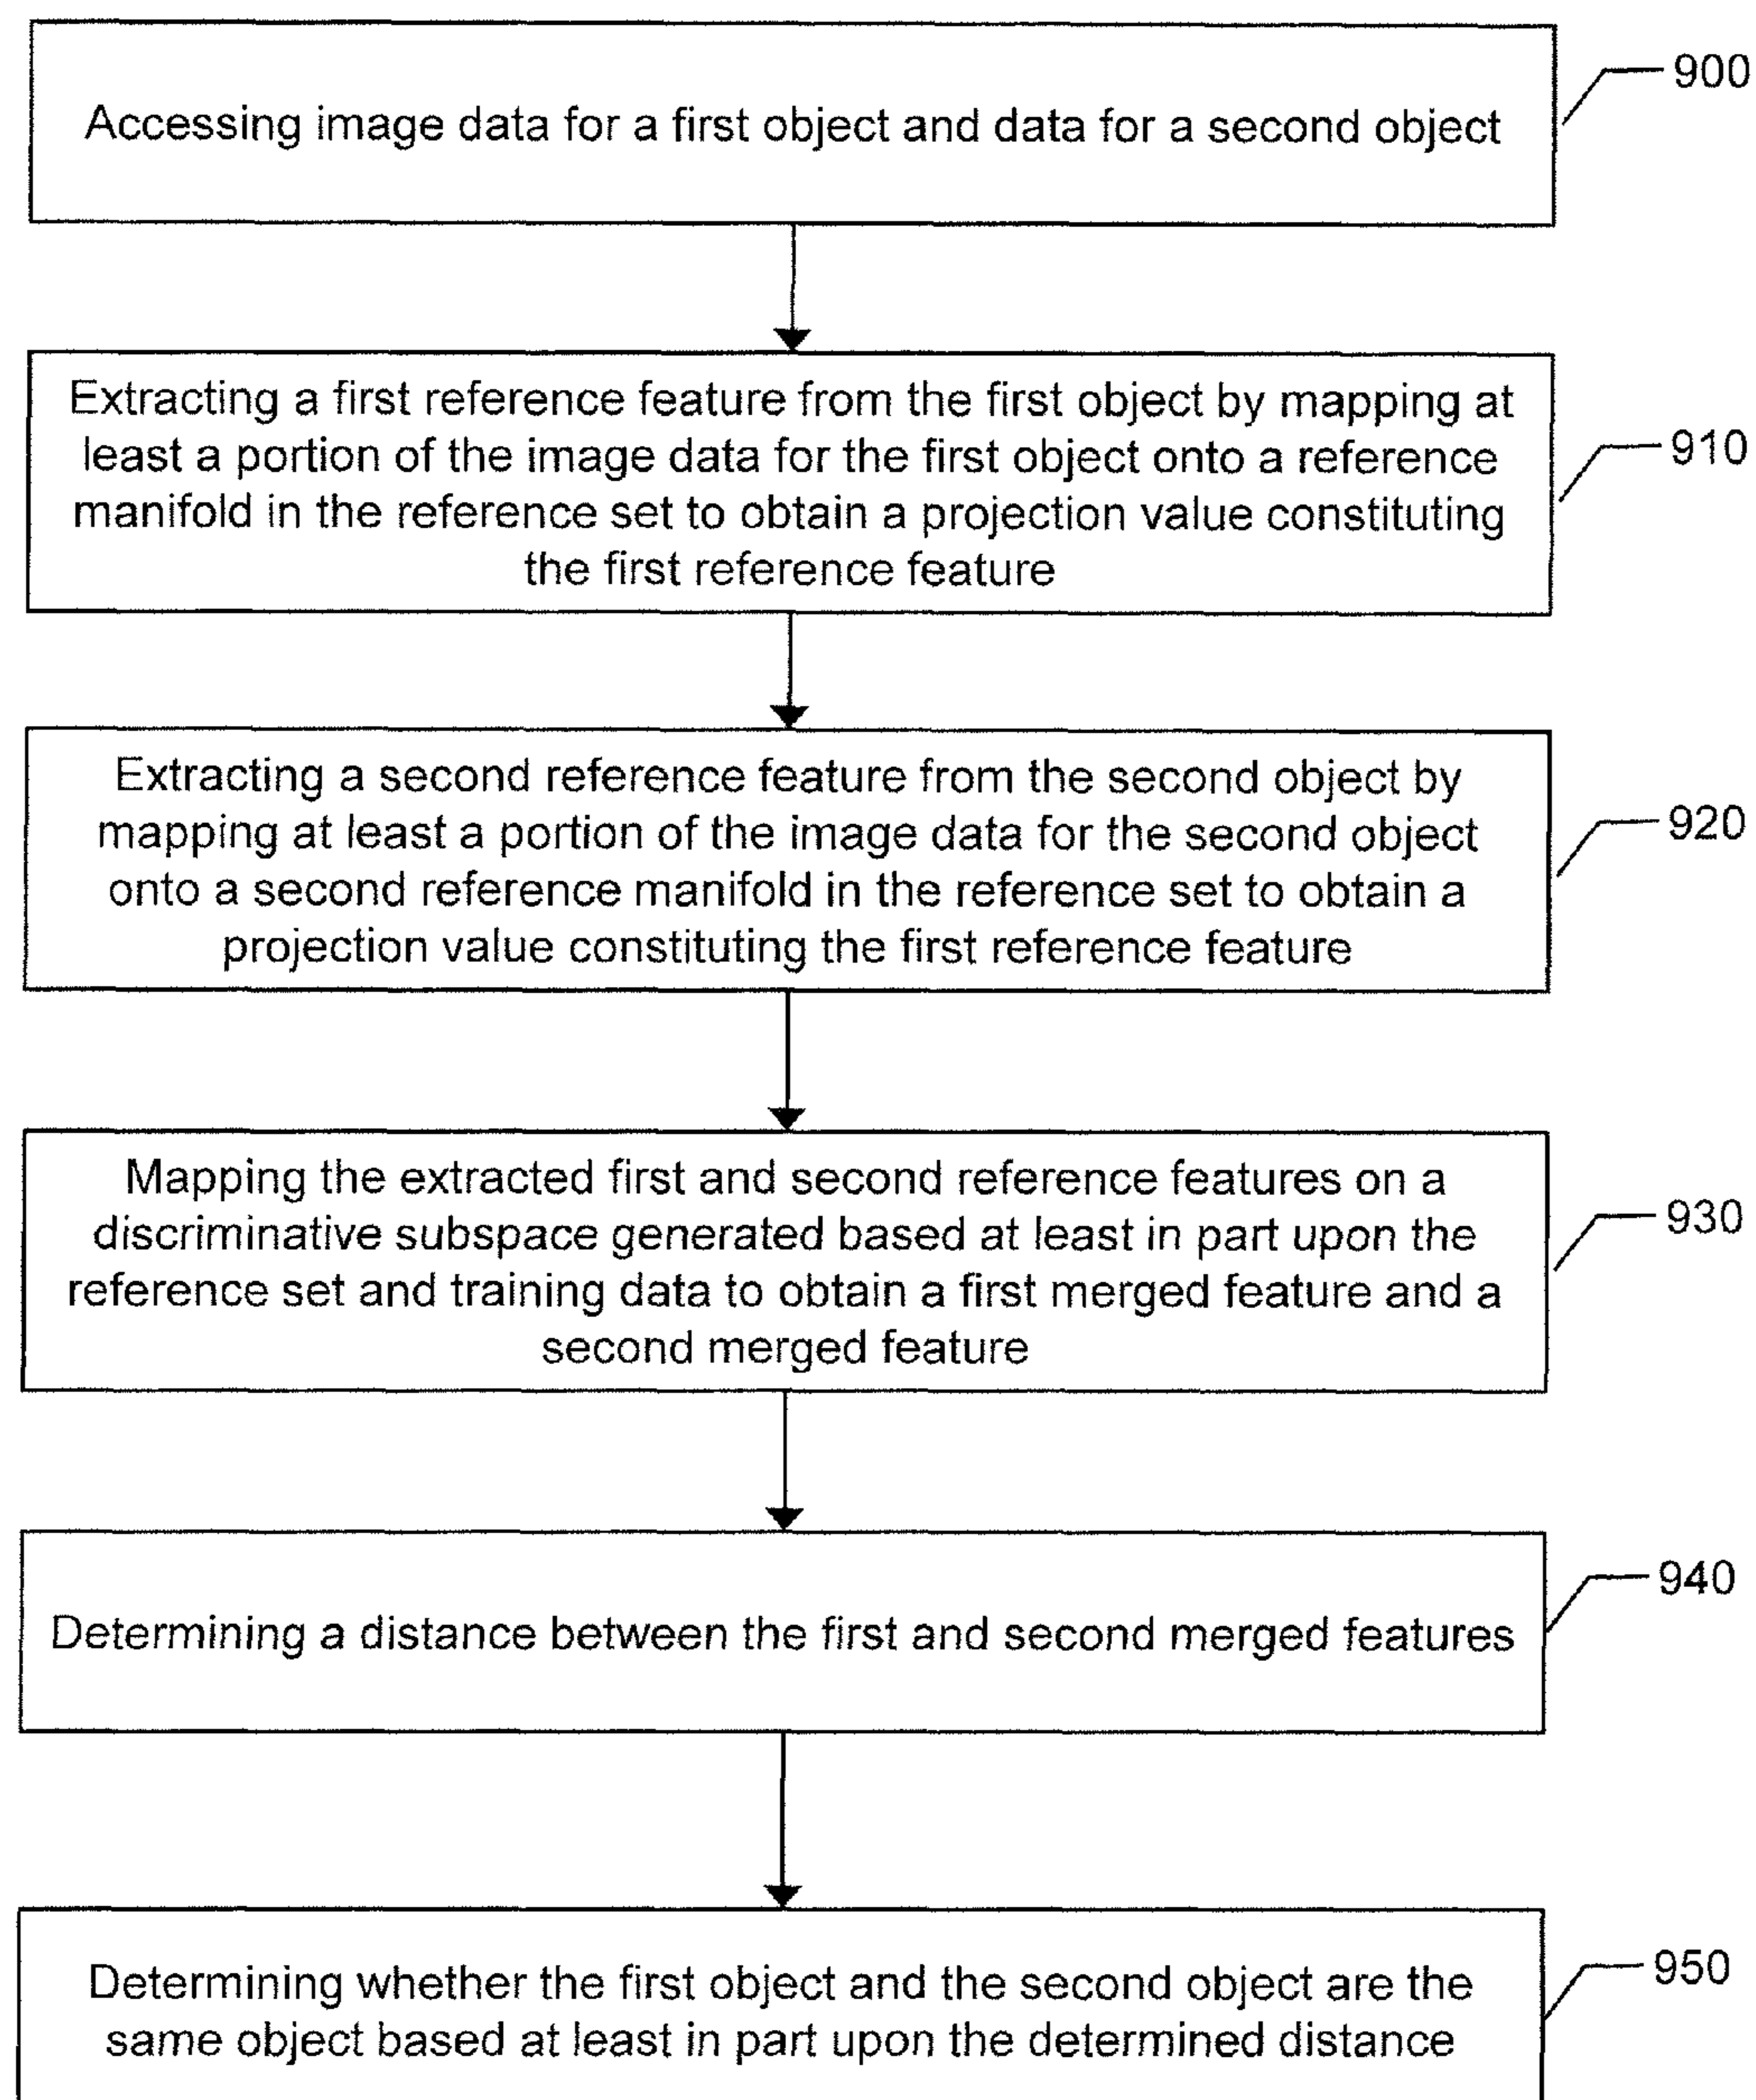 900
Accessing image data for a first object and data for a second object
Extracting a first reference feature from the first object by mapping at
least a portion of the image data for the first object onto a reference
manifold in the reference set to obtain a projection value constituting
the first reference feature
910
Extracting a second reference feature from the second object by
mapping at least a portion of the image data for the second object
onto a second reference manifold in the reference set to obtain a
projection value constituting the first reference feature
920
Mapping the extracted first and second reference features on a
discriminative subspace generated based at least in part upon the
reference set and training data to obtain a first merged feature and a
second merged feature
930
Determining a distance between the first and second merged features
940
Determining whether the first object and the second object are the
same object based at least in part upon the determined distance
950